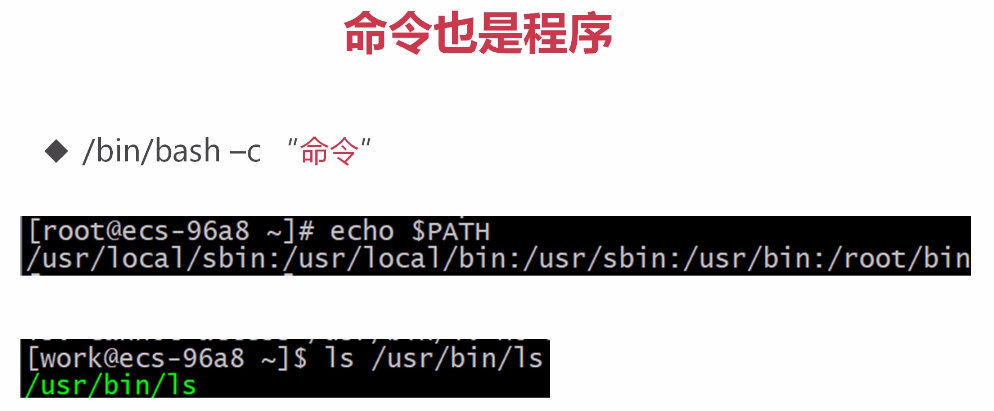 命令也是程序
◆ /bin/bash –c “命令”
[root@ecs-96a8 ~]# echo $PATH
/usr/local/sbin:/usr/local/bin:/usr/sbin:/usr/bin:/root/bin
[work@ecs-96a8 ~]$ ls /usr/bin/ls
/usr/bin/ls